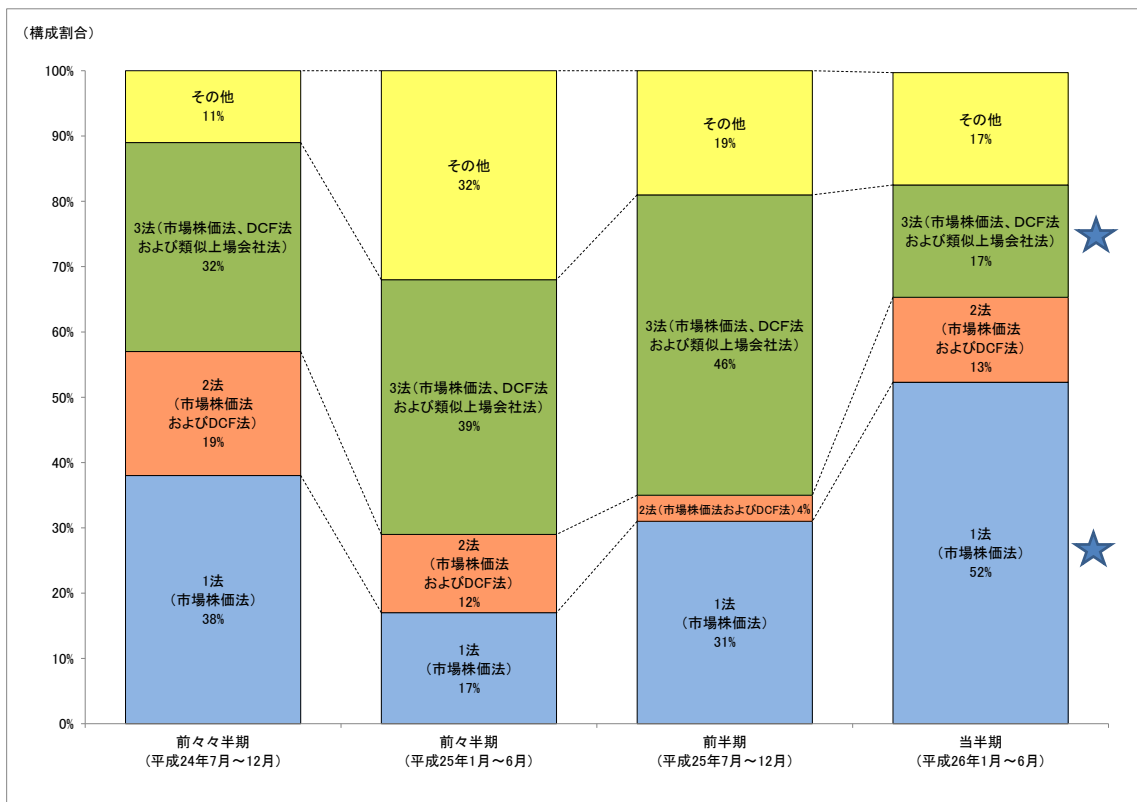 (構成割合)
100%
90%
80%
70%
60%
50%
40%
30%
20%
10%
0%
その他
11%
3法(市場株価法、DCF法
および類似上場会社法)
32%
2法
(市場株価法
およびDCF法)
19%
1法
(市場株価法)
38%
その他
32%
3法(市場株価法、DCF法
および類似上場会社法)
39%
2法
(市場株価法
およびDCF法)
12%
1法
(市場株価法)
17%
その他
19%
3法(市場株価法、DCF法
および類似上場会社法)
46%
2法(市場株価法およびDCF法)4%
1法
(市場株価法)
31%
その他
17%
3法(市場株価法、DCF法
および類似上場会社法)
17%
2法
(市場株価法
およびDCF法)
13%
1法
(市場株価法)
52%
前々々半期
(平成24年7月~12月)
前々半期
(平成25年1月~6月)
前半期
(平成25年7月~12月)
当半期
(平成26年1月~6月)